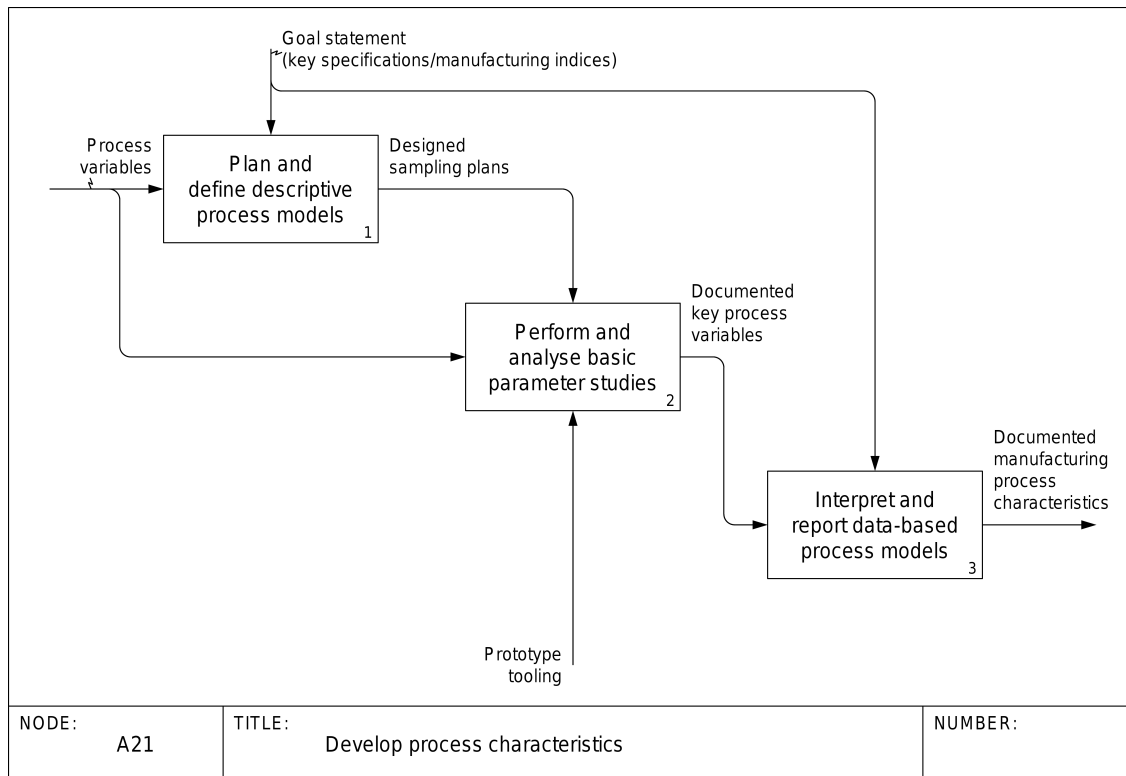 Goal statement
(key specifications/manufacturing indices)
Process
variables
Plan and
define descriptive
process models
1
Designed
sampling plans
Perform and
analyse basic
parameter studies
2
Documented
key process
variables
Interpret and
report data-based
process models
3
Documented
manufacturing
process
characteristics
Prototype
tooling
NODE:
A21
TITLE:
Develop process characteristics
NUMBER: